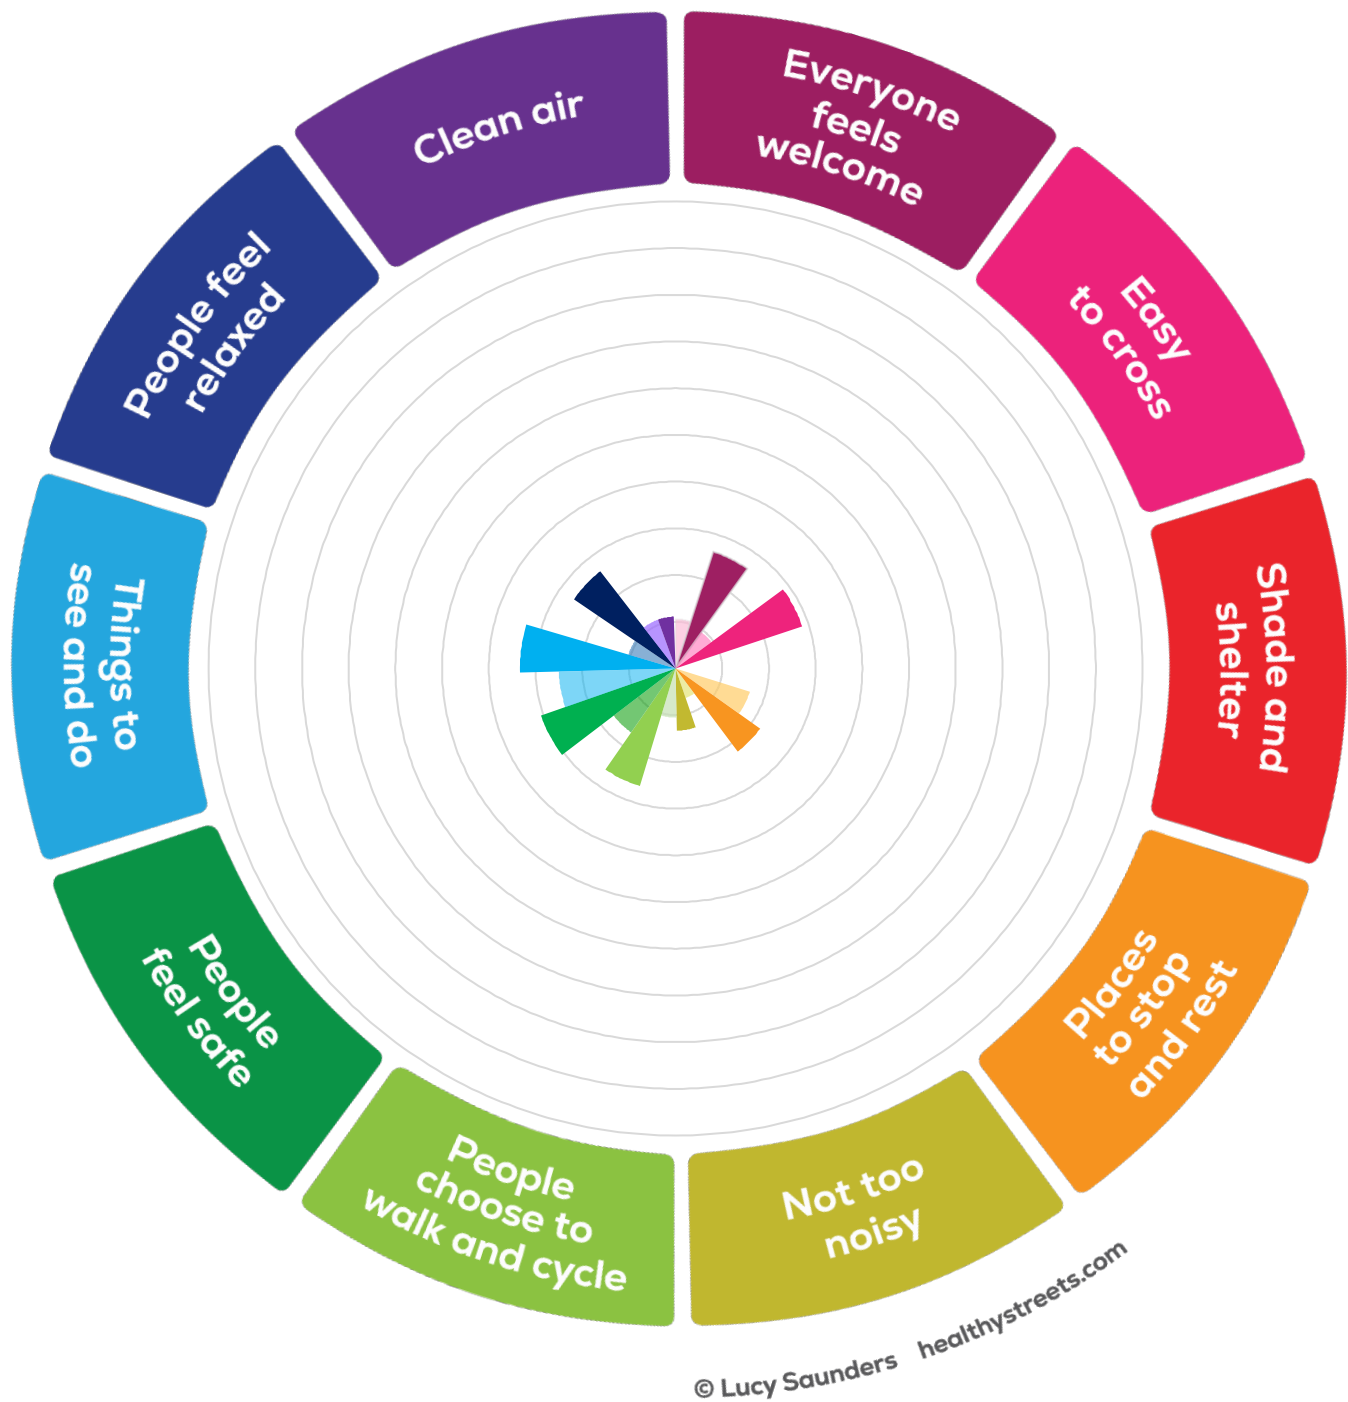 Everyone
feels
welcome
Easy
to cross
Shade and
shelter
Places
to stop
and rest
Not too
noisy
People
choose to
walk and cycle
People
feel safe
Things to
see and do
People feel
relaxed
Clean air
© Lucy Saunders healthystreets.com